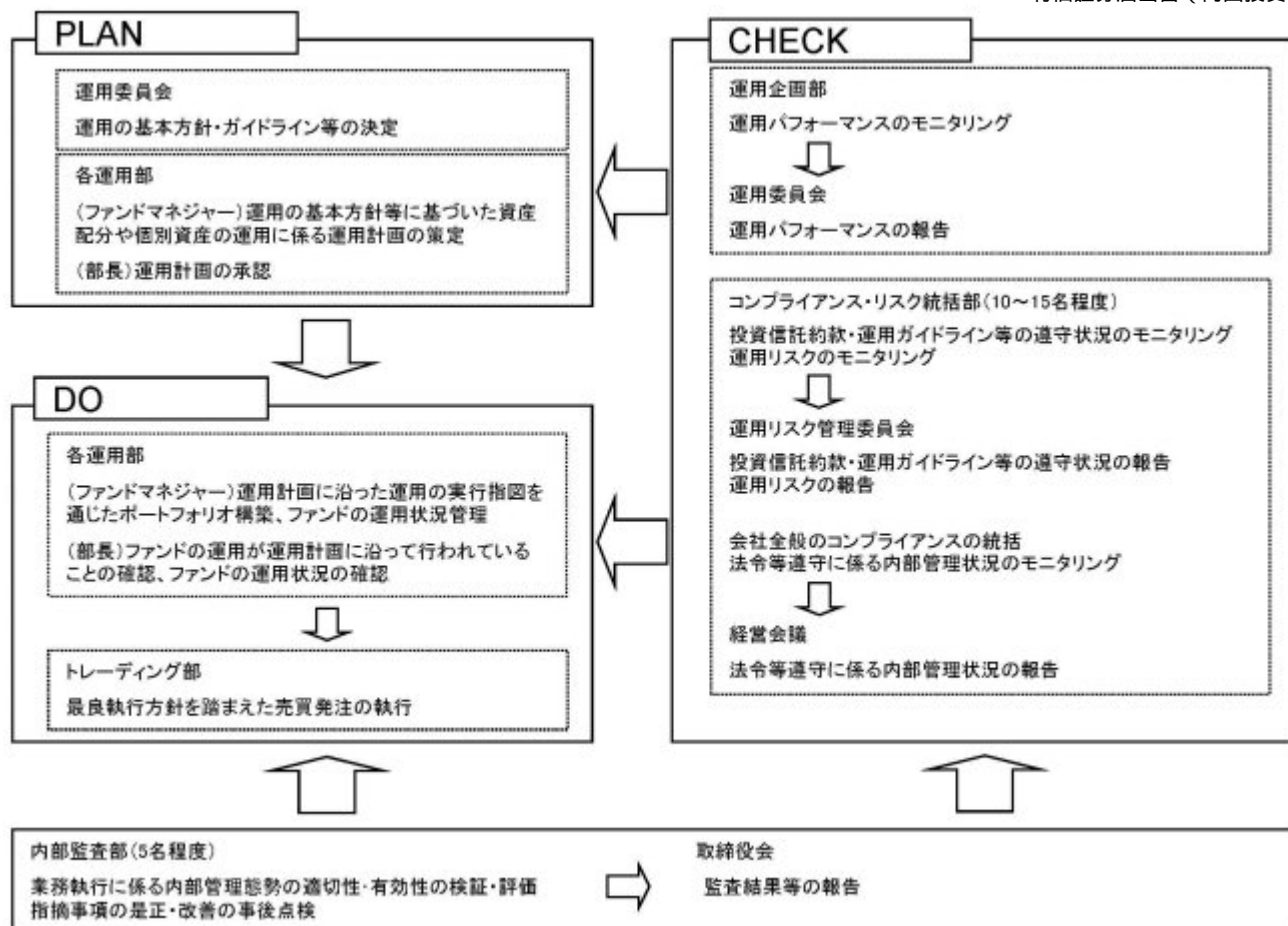 PLAN
運用委員会
運用の基本方針・ガイドライン等の決定
各運用部
(ファンドマネジャー)運用の基本方針等に基づいた資産
配分や個別資産の運用に係る運用計画の策定
(部長)運用計画の承認
DO
各運用部
(ファンドマネジャー)運用計画に沿った運用の実行指図を
通じたポートフォリオ構築、ファンドの運用状況管理
(部長)ファンドの運用が運用計画に沿って行われている
ことの確認、ファンドの運用状況の確認
トレーディング部
最良執行方針を踏まえた売買発注の執行
CHECK
運用企画部
運用パフォーマンスのモニタリング
運用委員会
運用パフォーマンスの報告
コンプライアンス・リスク統括部(10～15名程度)
投資信託約款・運用ガイドライン等の遵守状況のモニタリング
運用リスクのモニタリング
運用リスク管理委員会
投資信託約款・運用ガイドライン等の遵守状況の報告
運用リスクの報告
会社全般のコンプライアンスの統括
法令等遵守に係る内部管理状況のモニタリング
経営会議
法令等遵守に係る内部管理状況の報告
内部監査部(5名程度)
業務執行に係る内部管理態勢の適切性・有効性の検証・評価
指摘事項の是正・改善の事後点検
取締役会
監査結果等の報告